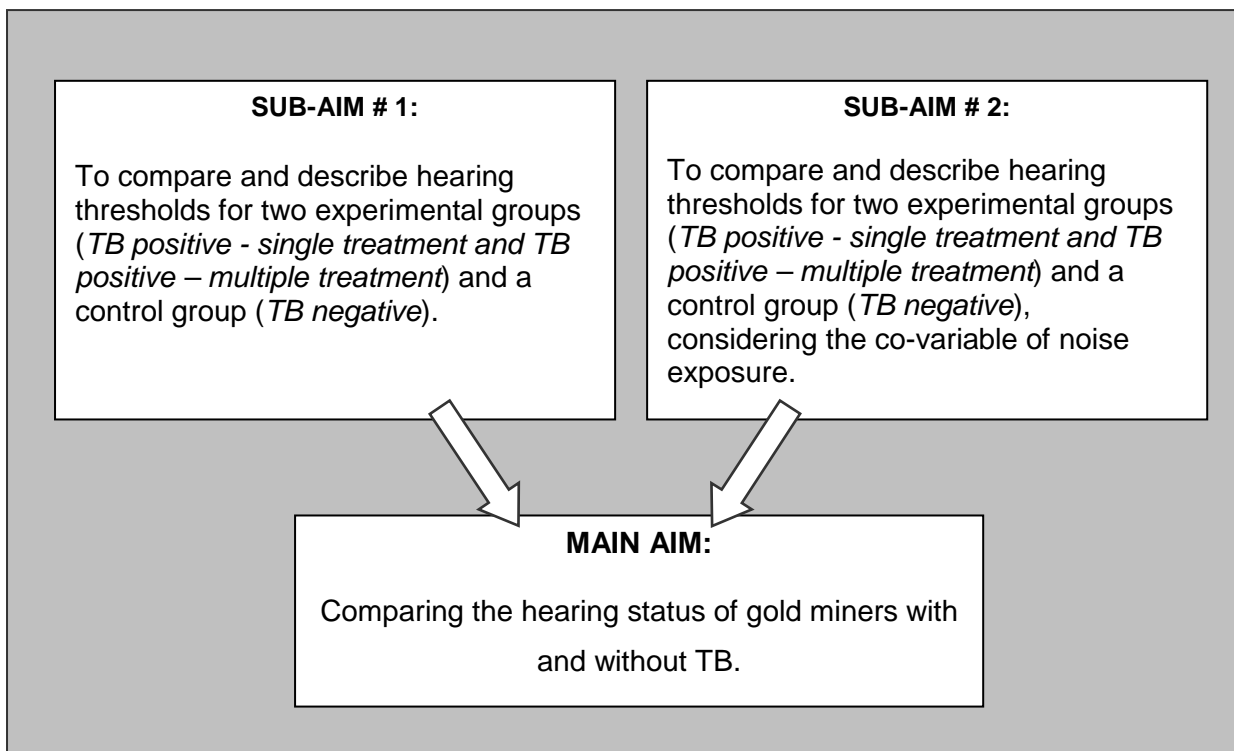 SUB-AIM # 1:
To compare and describe hearing
thresholds for two experimental groups
(TB positive - single treatment and TB
positive – multiple treatment) and a
control group (TB negative).
SUB-AIM # 2:
To compare and describe hearing
thresholds for two experimental groups
(TB positive - single treatment and TB
positive – multiple treatment) and a
control group (TB negative),
considering the co-variable of noise
exposure.
MAIN AIM:
Comparing the hearing status of gold miners with
and without TB.